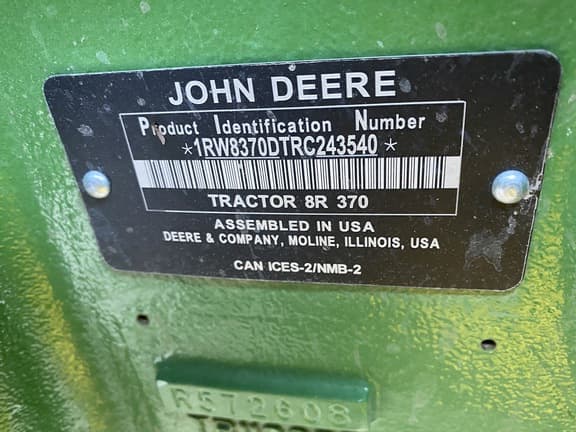 JOHN DEERE
Product Identification Number
*1RW8370DTRC243540*
TRACTOR 8R 370
ASSEMBLED IN USA
DEERE & COMPANY, MOLINE, ILLINOIS, USA
CAN ICES-2/NMB-2
R572608